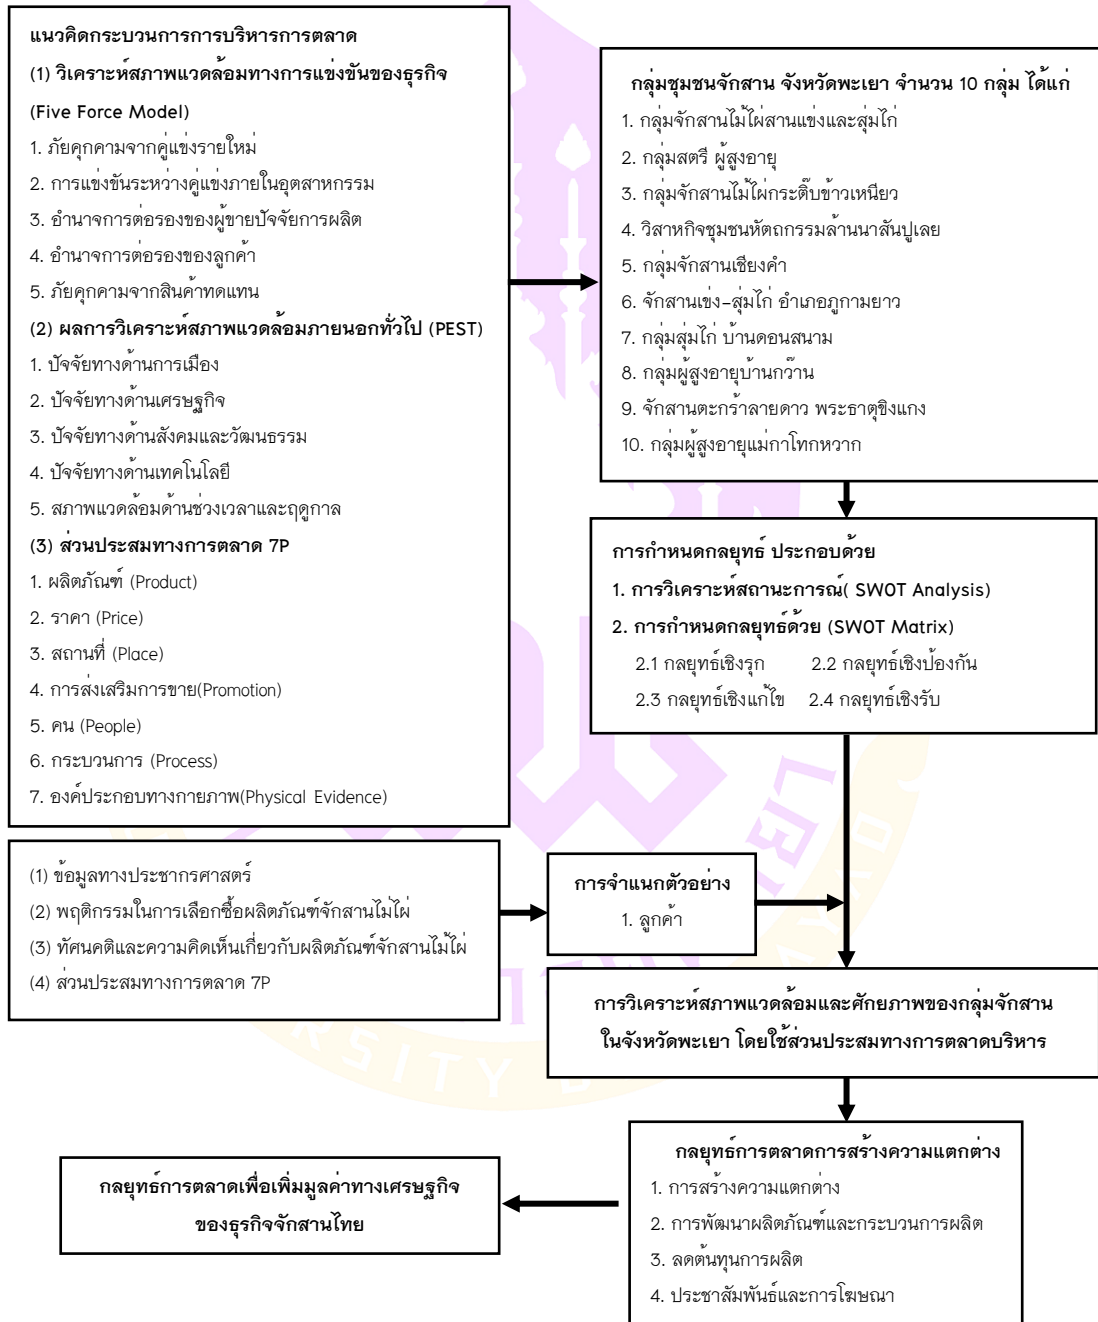 แนวคิดกระบวนการการบริหารการตลาด
(1) วิเคราะห์สภาพแวดล้อมทางการแข่งขันของธุรกิจ
(Five Force Model)
1. ภัยคุกคามจากคู่แข่งรายใหม่
2. การแข่งขันระหว่างคู่แข่งภายในอุตสาหกรรม
3. อำนาจการต่อรองของผู้ขายปัจจัยการผลิต
4. อำนาจการต่อรองของลูกค้า
5. ภัยคุกคามจากสินค้าทดแทน
(2) ผลการวิเคราะห์สภาพแวดล้อมภายนอกทั่วไป (PEST)
1. ปัจจัยทางด้านการเมือง
2. ปัจจัยทางด้านเศรษฐกิจ
3. ปัจจัยทางด้านสังคมและวัฒนธรรม
4. ปัจจัยทางด้านเทคโนโลยี
5. สภาพแวดล้อมด้านช่วงเวลาและฤดูกาล
(3) ส่วนประสมทางการตลาด 7P
1. ผลิตภัณฑ์ (Product)
2. ราคา (Price)
3. สถานที่ (Place)
4. การส่งเสริมการขาย(Promotion)
5. คน (People)
6. กระบวนการ (Process)
7. องค์ประกอบทางกายภาพ(Physical Evidence)
กลุ่มชุมชนจักสาน จังหวัดพะเยา จำนวน 10 กลุ่ม ได้แก่
1. กลุ่มจักสานไม้ไผ่สานแข่งและสุ่มไก่
2. กลุ่มสตรี ผู้สูงอายุ
3. กลุ่มจักสานไม้ไผ่กระติ๊บข้าวเหนียว
4. วิสาหกิจชุมชนหัตถกรรมล้านนาสันปูเลย
5. กลุ่มจักสานเชียงคำ
6. จักสานเข่ง-สุ่มไก่ อำเภอภูกามยาว
7. กลุ่มสุ่มไก่ บ้านดอนสนาม
8. กลุ่มผู้สูงอายุบ้านกว๊าน
9. จักสานตะกร้าลายดาว พระธาตุขิงแกง
10. กลุ่มผู้สูงอายุแม่กาโทกหวาก
การกำหนดกลยุทธ์ ประกอบด้วย
1. การวิเคราะห์สถานะการณ์( SWOT Analysis)
2. การกำหนดกลยุทธ์ด้วย (SWOT Matrix)
2.1 กลยุทธ์เชิงรุก 2.2 กลยุทธ์เชิงป้องกัน
2.3 กลยุทธ์เชิงแก้ไข 2.4 กลยุทธ์เชิงรับ
(1) ข้อมูลทางประชากรศาสตร์
(2) พฤติกรรมในการเลือกซื้อผลิตภัณฑ์จักสานไม้ไผ่
(3) ทัศนคติและความคิดเห็นเกี่ยวกับผลิตภัณฑ์จักสานไม้ไผ่
(4) ส่วนประสมทางการตลาด 7P
การจำแนกตัวอย่าง
1. ลูกค้า
การวิเคราะห์สภาพแวดล้อมและศักยภาพของกลุ่มจักสาน
ในจังหวัดพะเยา โดยใช้ส่วนประสมทางการตลาดบริหาร
กลยุทธ์การตลาดการสร้างความแตกต่าง
1. การสร้างความแตกต่าง
2. การพัฒนาผลิตภัณฑ์และกระบวนการผลิต
3. ลดต้นทุนการผลิต
4. ประชาสัมพันธ์และการโฆษณา
กลยุทธ์การตลาดเพื่อเพิ่มมูลค่าทางเศรษฐกิจ
ของธุรกิจจักสานไทย